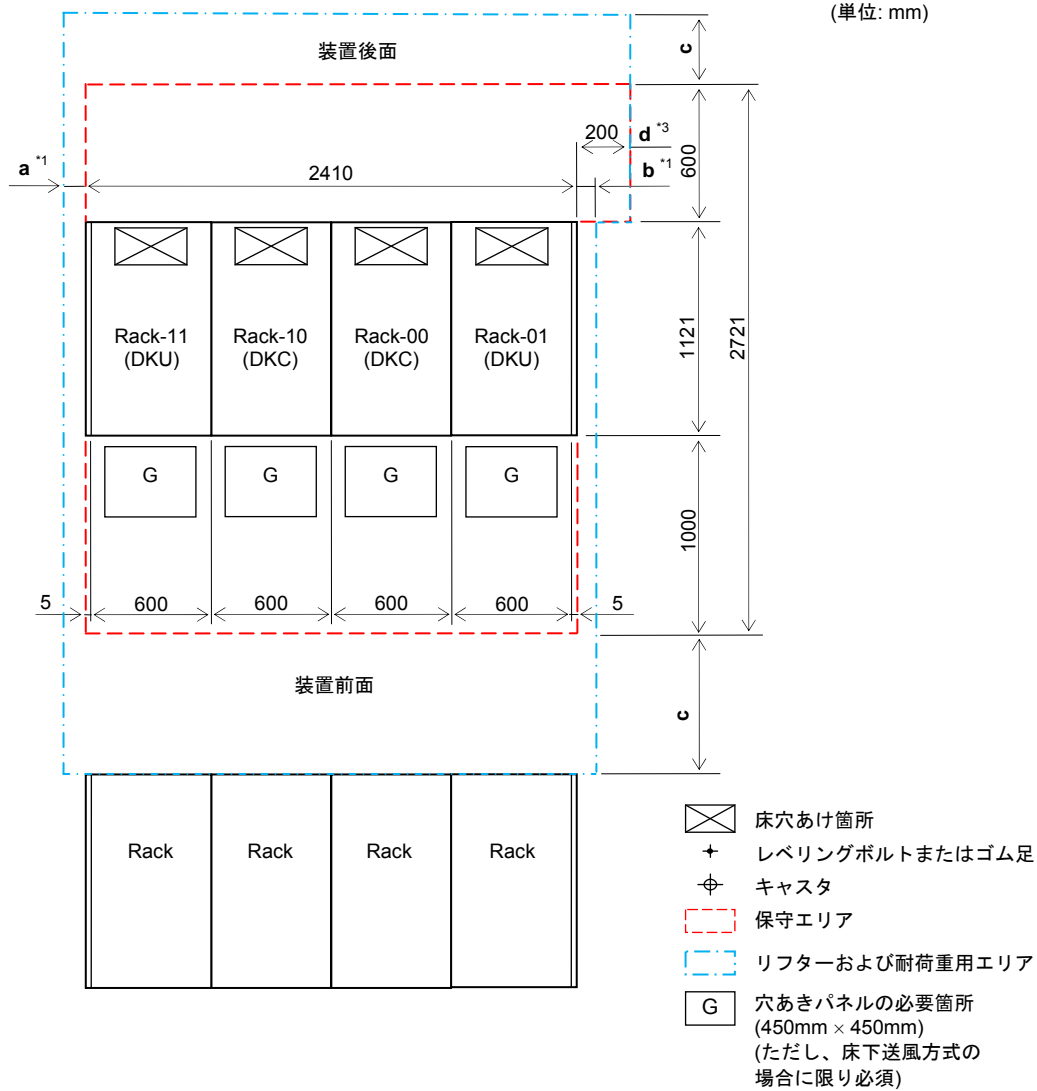 (単位: mm)
c
装置後面
200
d *3
600
a *1
2410
b *1
Rack-11
(DKU)
Rack-10
(DKC)
Rack-00
(DKC)
Rack-01
(DKU)
1121
2721
G
G
G
G
1000
5
600
600
600
600
5
装置前面
c
Rack
Rack
Rack
Rack
床穴あけ箇所
レベリングボルトまたはゴム足
キャスタ
保守エリア
リフターおよび耐荷重用エリア
G
穴あきパネルの必要箇所
(450mm × 450mm)
(ただし、床下送風方式の
場合に限り必須)